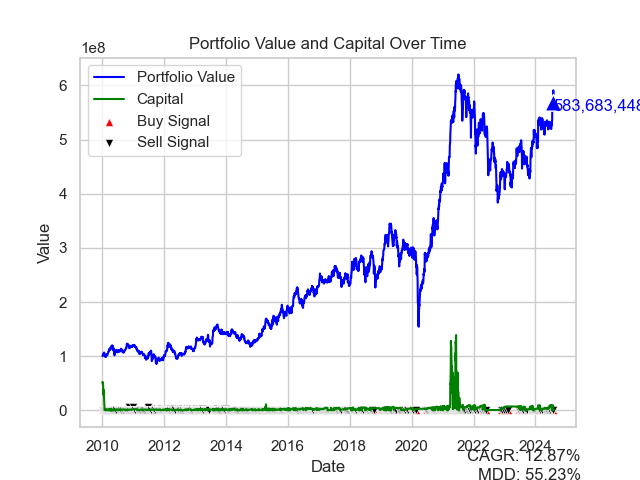 Portfolio Value and Capital Over Time
1e8
Portfolio Value
Capital
Buy Signal
Sell Signal
6
5
4
3
2
1
0
Value
583,683,448
2010 2012 2014 2016 2018 2020 2022 2024
Date
CAGR: 12.87%
MDD: 55.23%